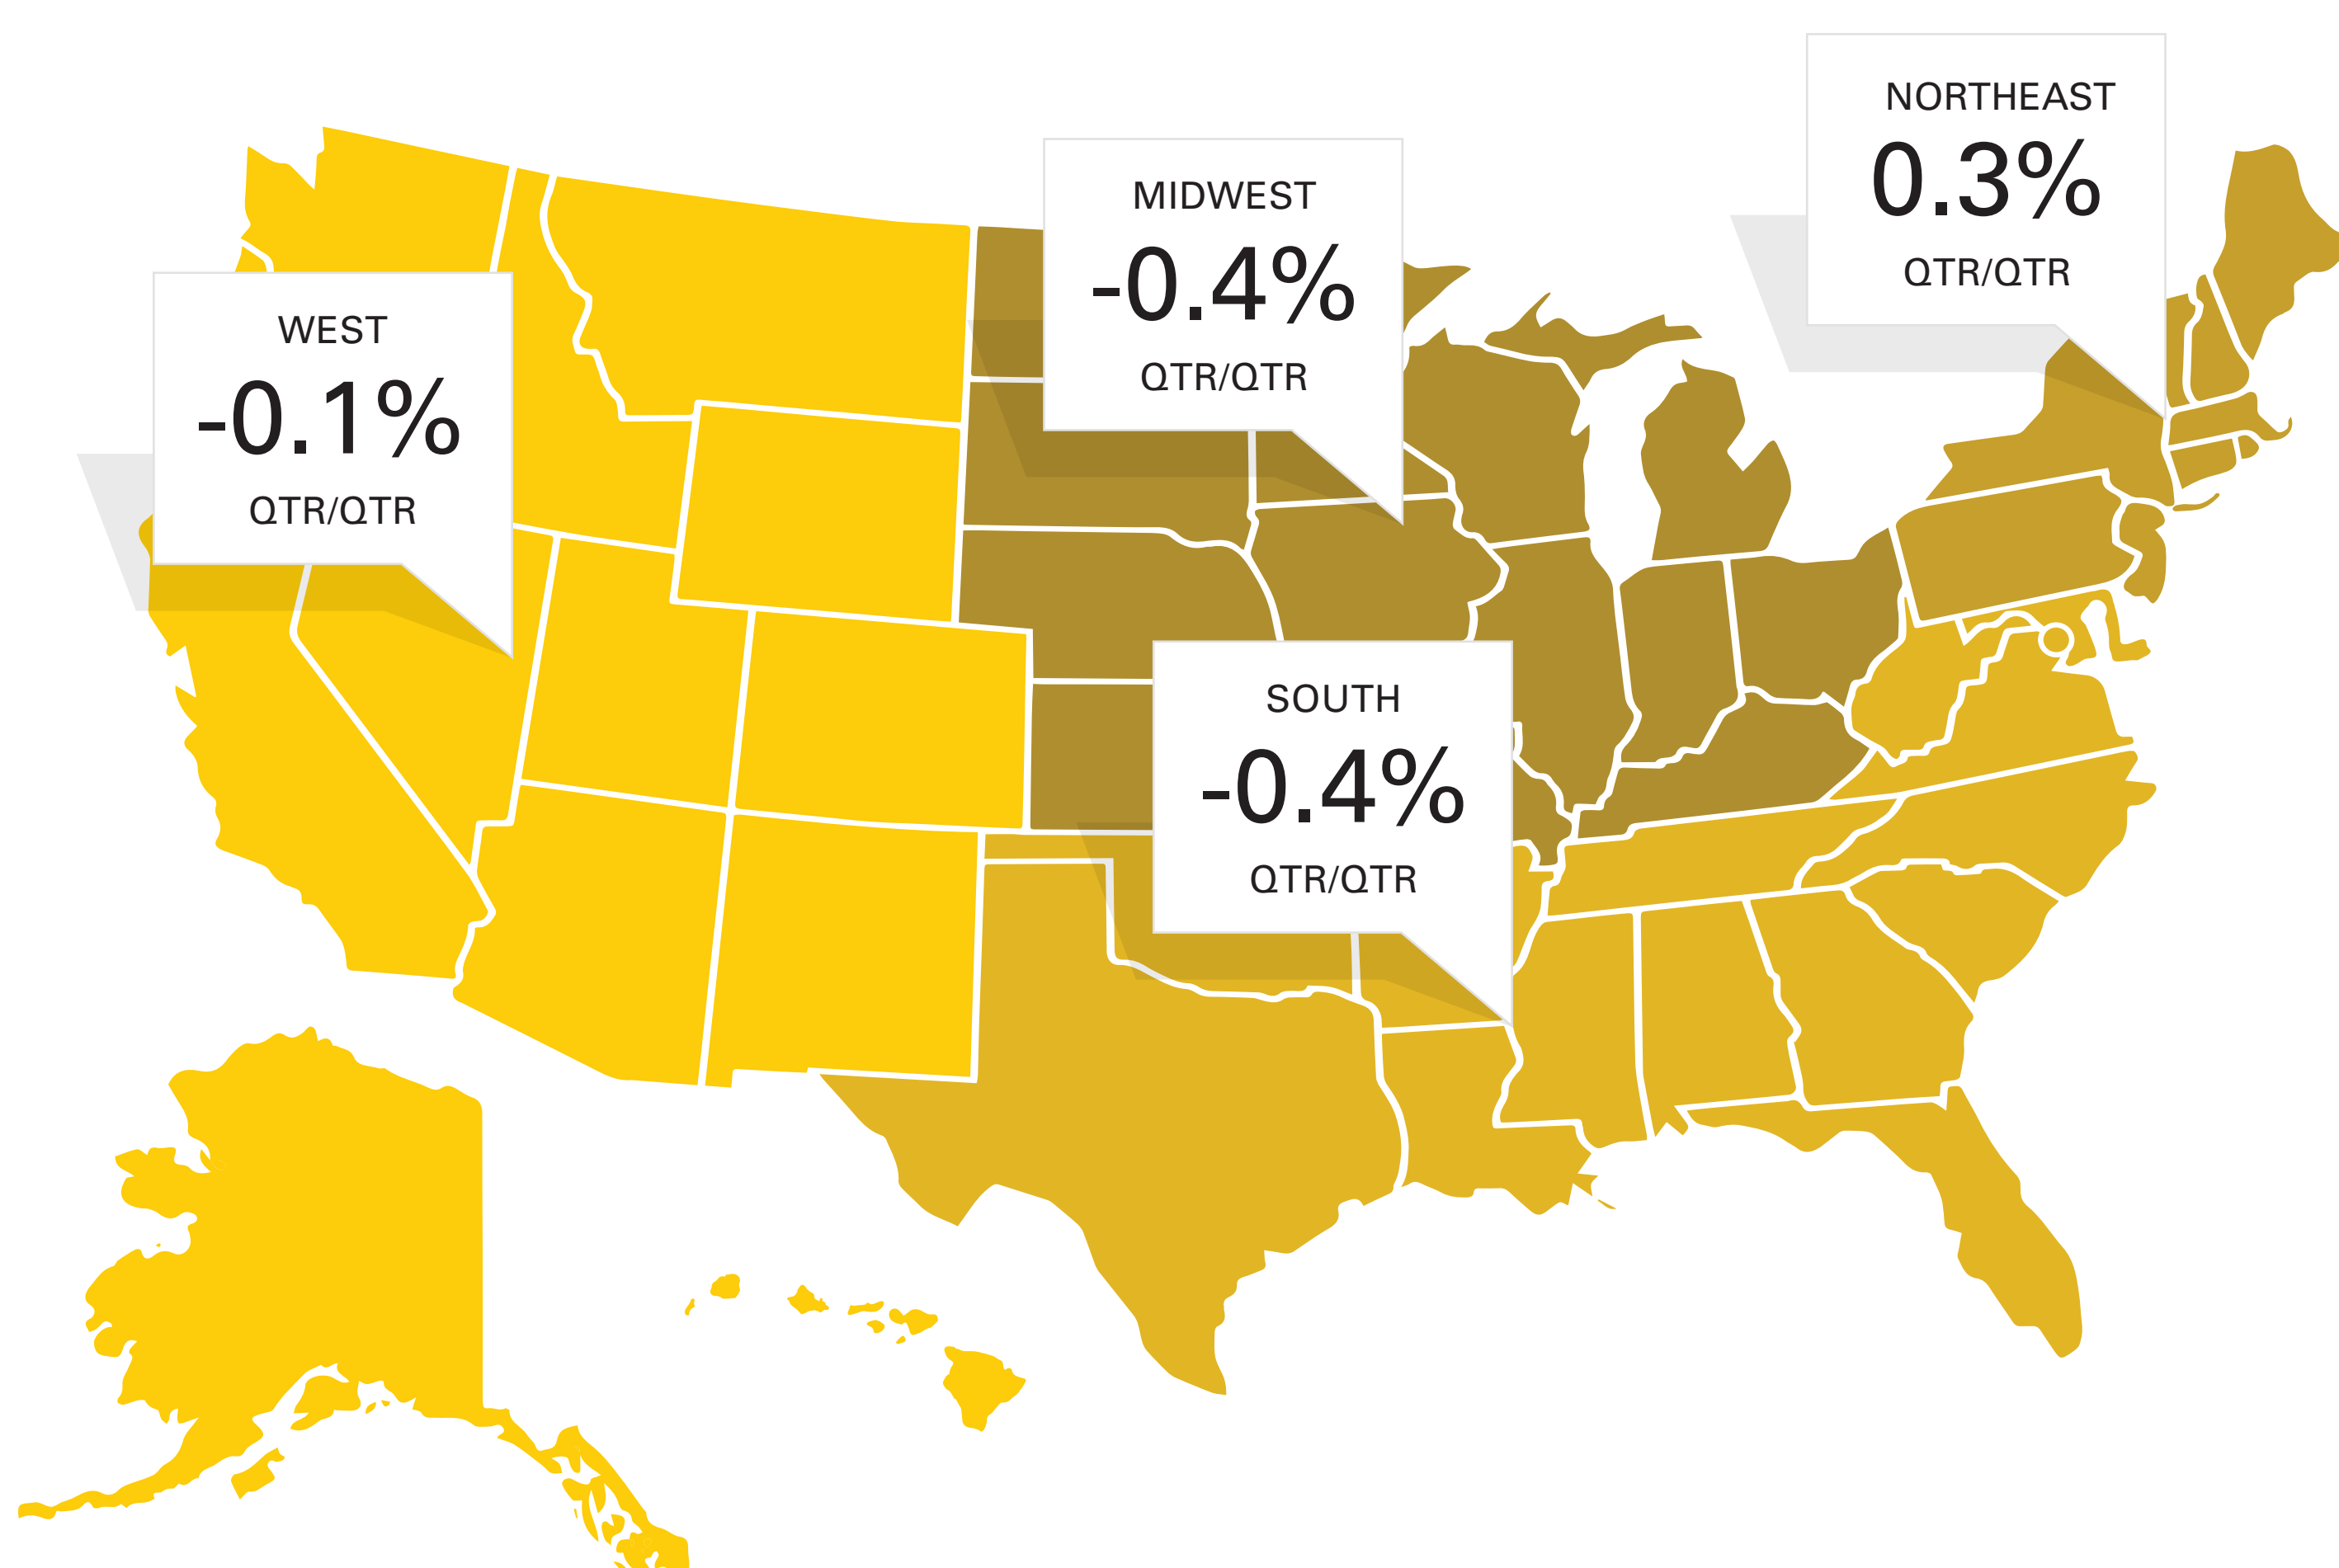 NORTHEAST
0.3%
QTR/QTR
MIDWEST
-0.4%
QTR/QTR
WEST
-0.1%
QTR/QTR
SOUTH
-0.4%
QTR/QTR